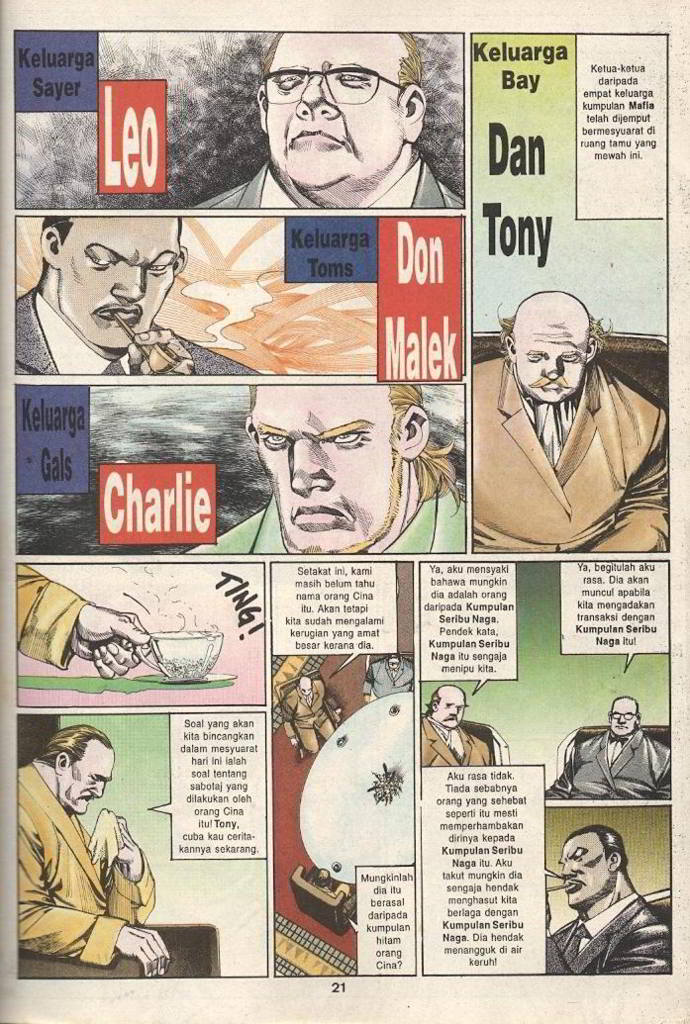 Keluarga
Sayer
Leo
Keluarga
Toms
Don
Malek
Keluarga
Gals
Charlie
Keluarga
Bay
Dan
Tony
Ketua-ketua
daripada
empat keluarga
kumpulan Mafia
telah dijemput
bermesyuarat di
ruang tamu yang
mewah ini.
TING!
Soal yang akan
kita bincangkan
dalam mesyuarat
hari ini ialah
soal tentang
sabotaj yang
dilakukan oleh
orang Cina
itu! Tony,
cuba kau cerita-
kannya sekarang.
Setakat ini, kami
masih belum tahu
nama orang Cina
itu. Akan tetapi
kita sudah mengalami
kerugian yang amat
besar kerana dia.
Mungkinlah
dia itu
berasal
daripada
kumpulan
hitam
orang
Cina?
Ya, aku mensyaki
bahawa mungkin
dia adalah orang
daripada Kumpulan
Seribu Naga.
Pendek kata,
Kumpulan Seribu
Naga itu sengaja
menipu kita.
Ya, begitulah aku
rasa. Dia akan
muncul apabila
kita mengadakan
transaksi dengan
Kumpulan Seribu
Naga itu!
Aku rasa tidak.
Tiada sebabnya
orang yang sehebat
seperti itu mesti
memperhambakan
dirinya kepada
Kumpulan Seribu
Naga itu. Aku
takut mungkin dia
sengaja hendak
menghasut kita
berlaga dengan
Kumpulan Seribu
Naga. Dia hendak
menangguk di air
keruh!
21